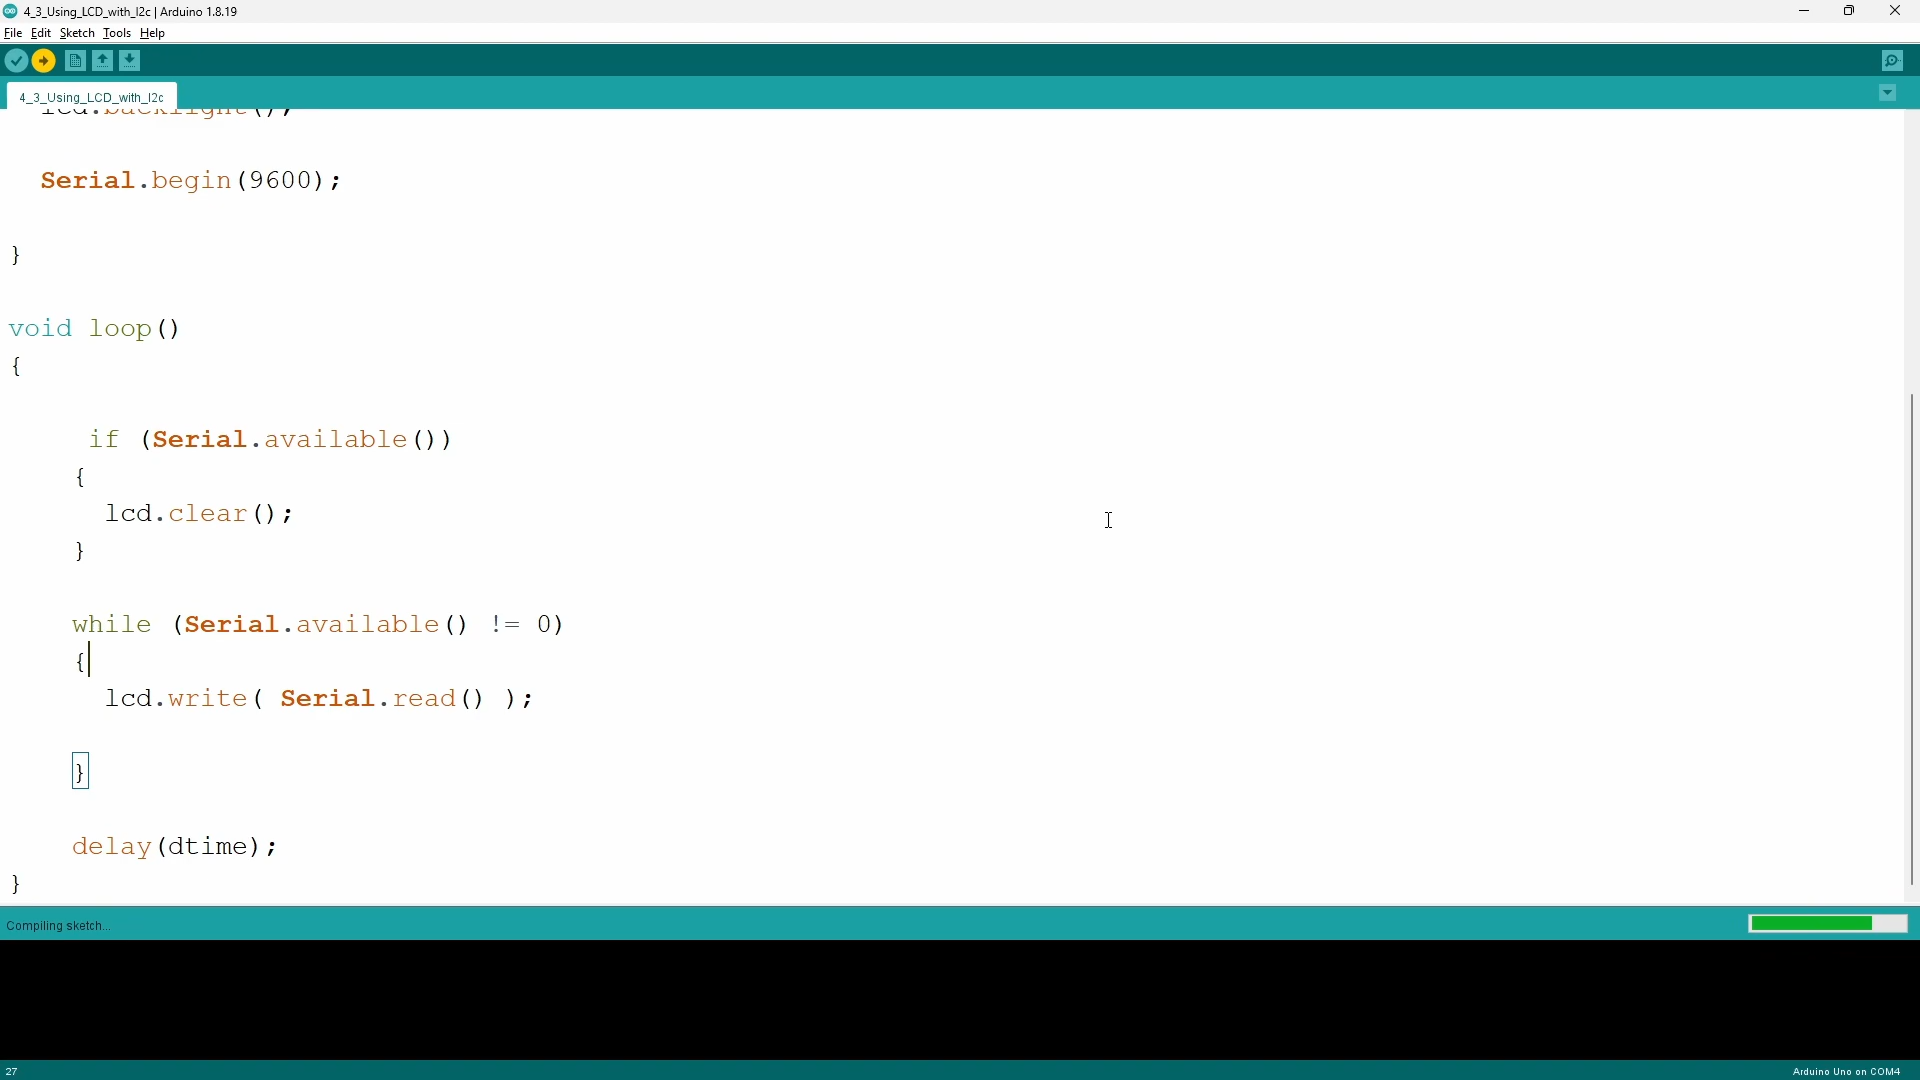 4_3_Using_LCD_with_I2c | Arduino 1.8.19
File Edit Sketch Tools Help
4_3_Using_LCD_with_I2c
lcd.backlight();
Serial.begin(9600);
}
void loop()
{
if (Serial.available())
{
lcd.clear();
}
while (Serial.available() != 0)
{
lcd.write( Serial.read() );
}
delay(dtime);
}
Compiling sketch...
27
Arduino Uno on COM4